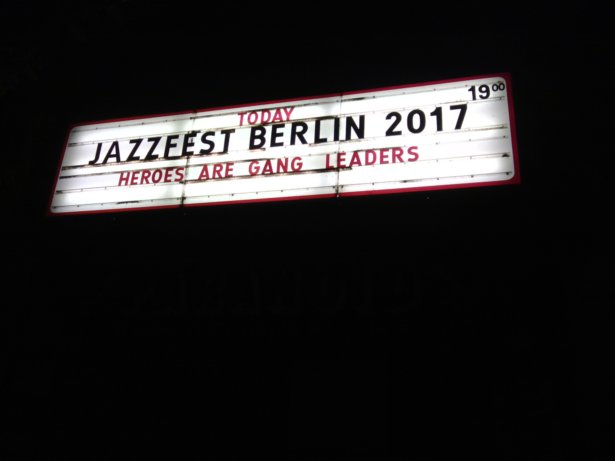 TODAY
19⁰⁰
JAZZFEST BERLIN 2017
HEROES ARE GANG LEADERS